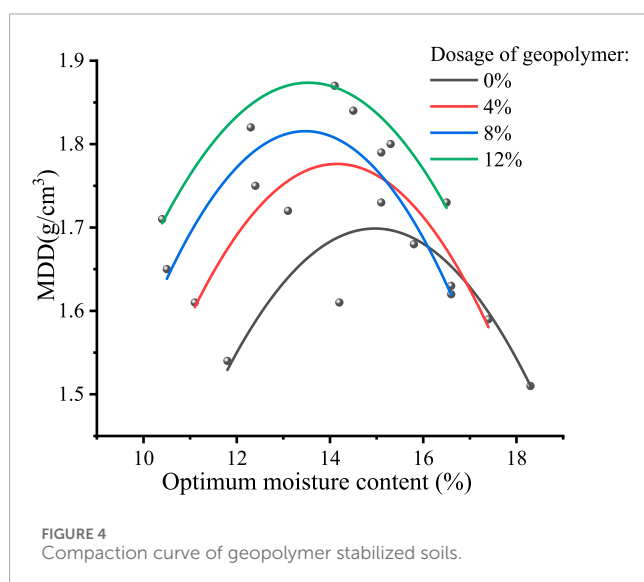 Dosage of geopolymer:
0%
4%
8%
12%
1.9
1.8
1.7
1.6
1.5
MDD(g/cm³)
10 12 14 16 18
Optimum moisture content (%)
FIGURE 4
Compaction curve of geopolymer stabilized soils.